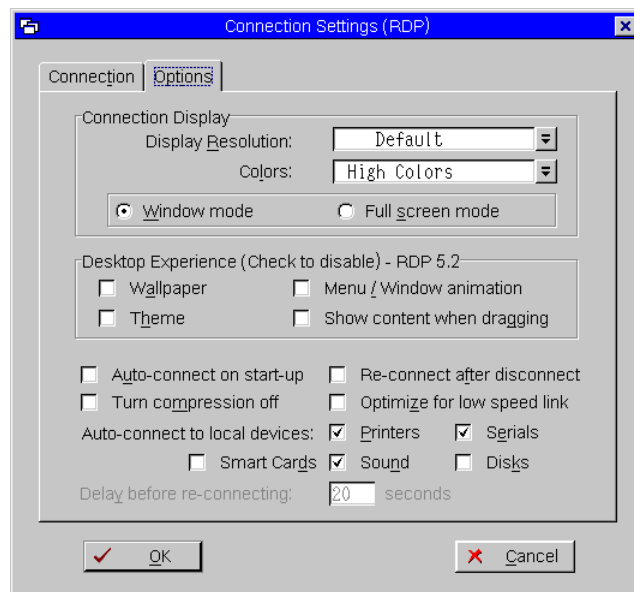 Connection Settings (RDP)
Connection Options
Connection Display
Display Resolution: Default
Colors: High Colors
Window mode Full screen mode
Desktop Experience (Check to disable) - RDP 5.2
Wallpaper Menu / Window animation
Theme Show content when dragging
Auto-connect on start-up Re-connect after disconnect
Turn compression off Optimize for low speed link
Auto-connect to local devices: Printers Serials
Smart Cards Sound Disks
Delay before re-connecting: 20 seconds
OK Cancel